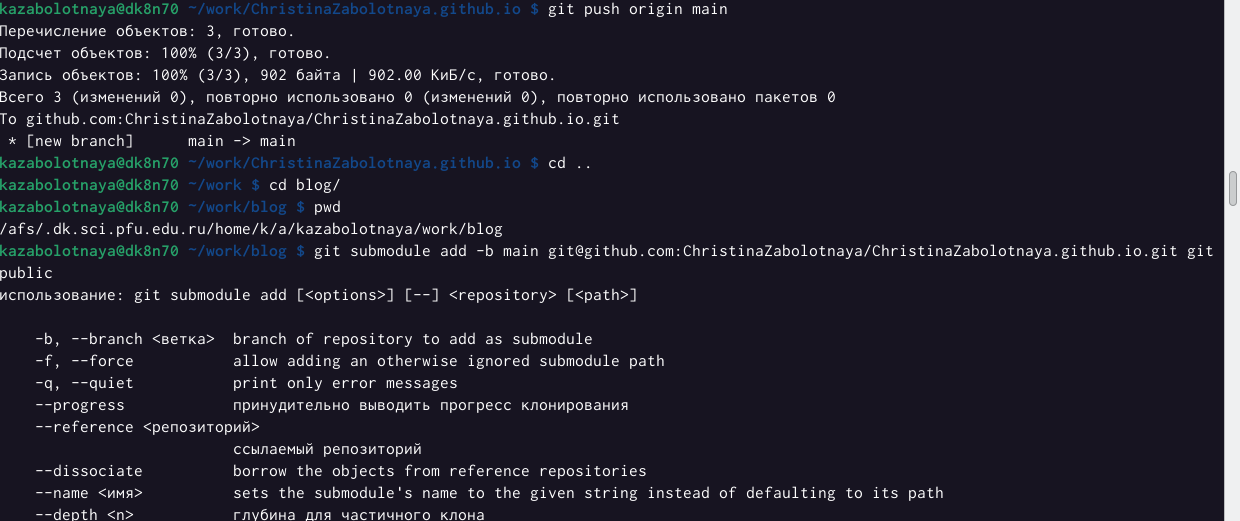 kazabolotnaya@dk8n70 ~/work/ChristinaZabolotnaya.github.io $ git push origin main
Перечисление объектов: 3, готово.
Подсчет объектов: 100% (3/3), готово.
Запись объектов: 100% (3/3), 902 байта | 902.00 КиБ/с, готово.
Всего 3 (изменений 0), повторно использовано 0 (изменений 0), повторно использовано пакетов 0
To github.com:ChristinaZabolotnaya/ChristinaZabolotnaya.github.io.git
 * [new branch]      main -> main
kazabolotnaya@dk8n70 ~/work/ChristinaZabolotnaya.github.io $ cd ..
kazabolotnaya@dk8n70 ~/work $ cd blog/
kazabolotnaya@dk8n70 ~/work/blog $ pwd
/afs/.dk.sci.pfu.edu.ru/home/k/a/kazabolotnaya/work/blog
kazabolotnaya@dk8n70 ~/work/blog $ git submodule add -b main git@github.com:ChristinaZabolotnaya/ChristinaZabolotnaya.github.io.git git
public
использование: git submodule add [<options>] [--] <repository> [<path>]

    -b, --branch <ветка>  branch of repository to add as submodule
    -f, --force           allow adding an otherwise ignored submodule path
    -q, --quiet           print only error messages
    --progress            принудительно выводить прогресс клонирования
    --reference <репозиторий>
                          ссылаемый репозиторий
    --dissociate          borrow the objects from reference repositories
    --name <имя>          sets the submodule's name to the given string instead of defaulting to its path
    --depth <n>           глубина для частичного клона